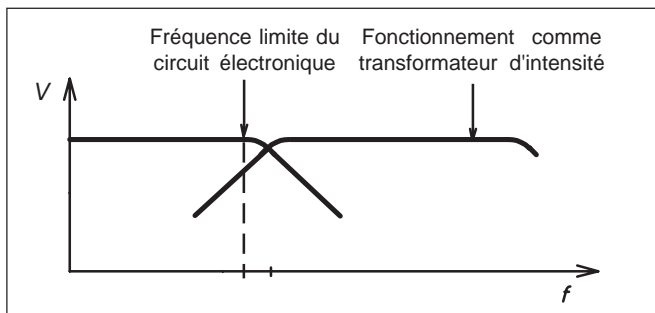 Fréquence limite du
circuit électronique
Fonctionnement comme
transformateur d'intensité
V
f